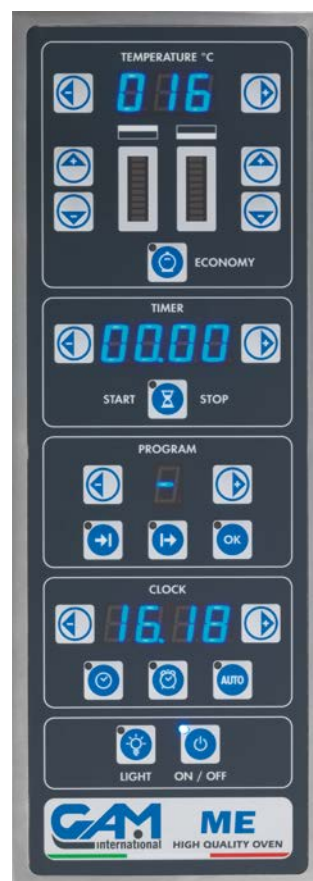 TEMPERATURE °C
- 016 +
+ +
- -
ECONOMY
TIMER
- 00.00 +
START STOP
PROGRAM
- - +
OK
CLOCK
- 16.18 +
AUTO
LIGHT ON / OFF
GAM ME
international HIGH QUALITY OVEN